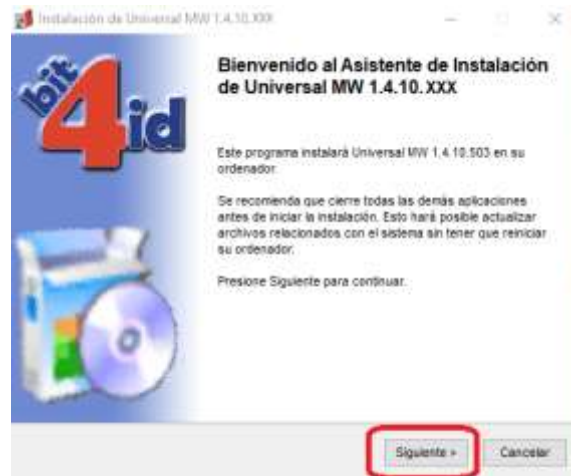 Instalación de Universal MW 1.4.10.XXX
bit
4id
Bienvenido al Asistente de Instalación
de Universal MW 1.4.10.XXX
Este programa instalará Universal MW 1.4.10.503 en su
ordenador.
Se recomienda que cierre todas las demás aplicaciones
antes de iniciar la instalación. Esto hará posible actualizar
archivos relacionados con el sistema sin tener que reiniciar
su ordenador.
Presione Siguiente para continuar.
Siguiente >
Cancelar